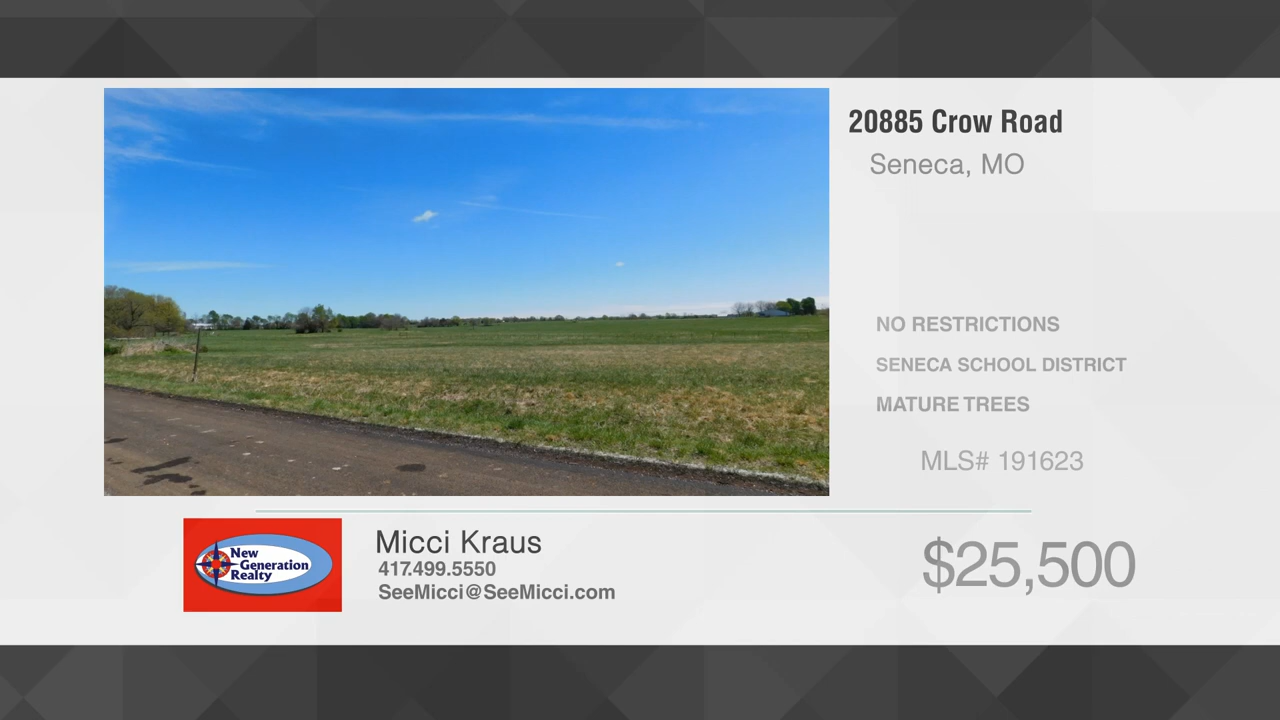 20885 Crow Road
Seneca, MO
NO RESTRICTIONS
SENECA SCHOOL DISTRICT
MATURE TREES
MLS# 191623
New
Generation
Realty
Micci Kraus
417.499.5550
SeeMicci@SeeMicci.com
$25,500